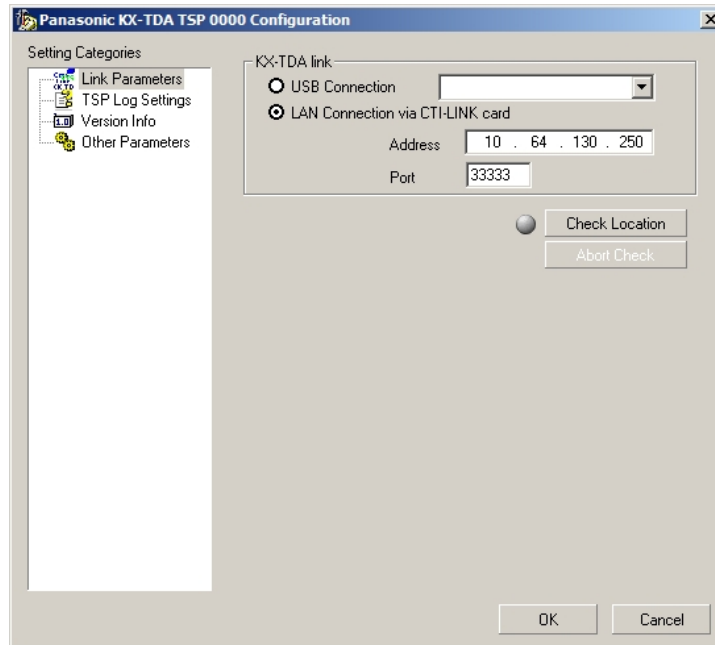 Panasonic KX-TDA TSP 0000 Configuration
Setting Categories
Link Parameters
TSP Log Settings
Version Info
Other Parameters
KX-TDA link
USB Connection
LAN Connection via CTI-LINK card
Address 10 . 64 . 130 . 250
Port 33333
Check Location
Abort Check
OK Cancel